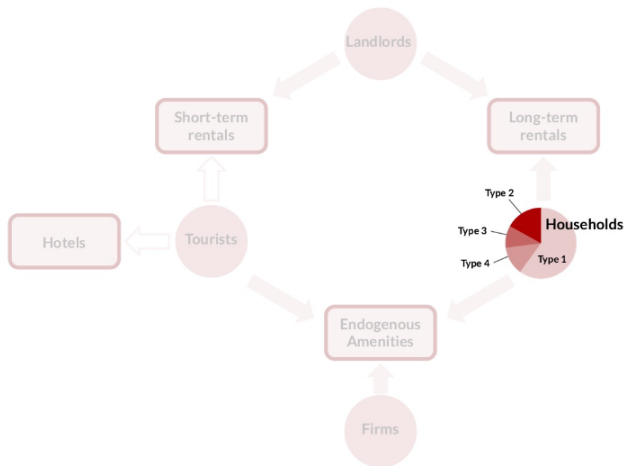 Landlords
Short-term
rentals
Long-term
rentals
Type 2
Households
Type 3
Type 4
Type 1
Hotels
Tourists
Endogenous
Amenities
Firms